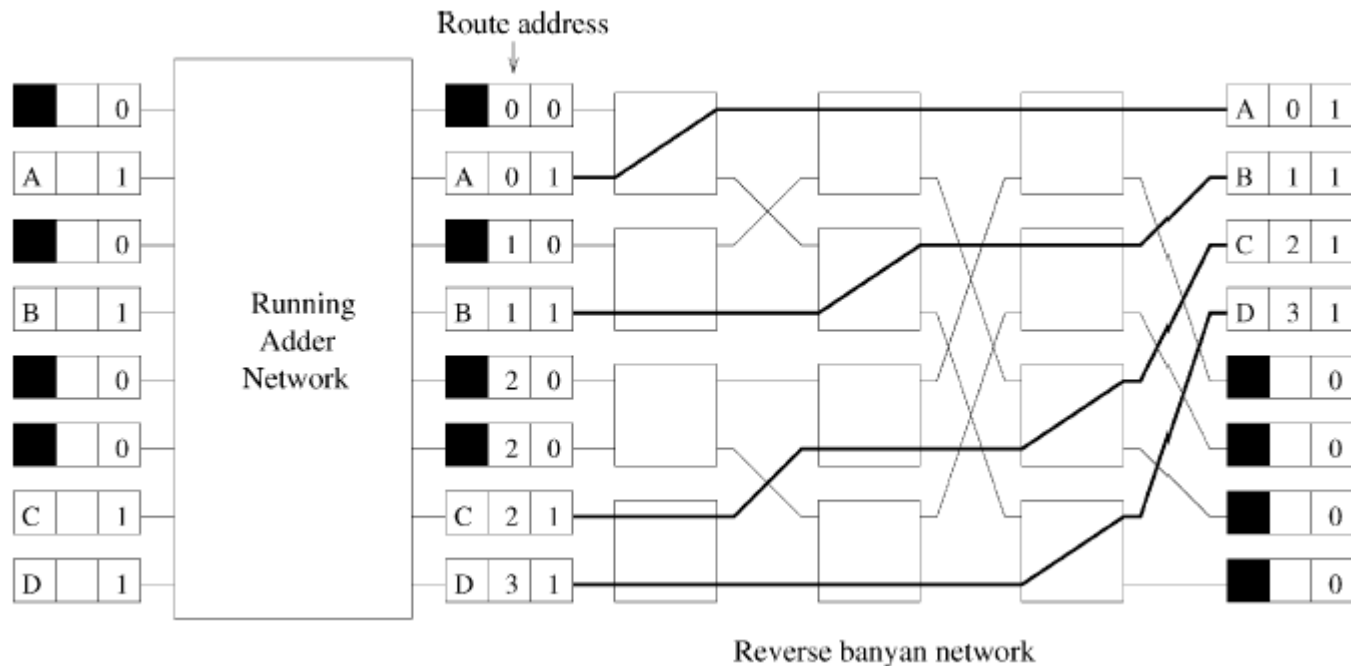 Route address
0 0 0 A 0 1
A 1 A 0 1 B 1 1
0 1 0 C 2 1
B 1 B 1 1 D 3 1
Running
Adder
Network
0 2 0 0
0 2 0 0
C 1 C 2 1 0
D 1 D 3 1 0
Reverse banyan network